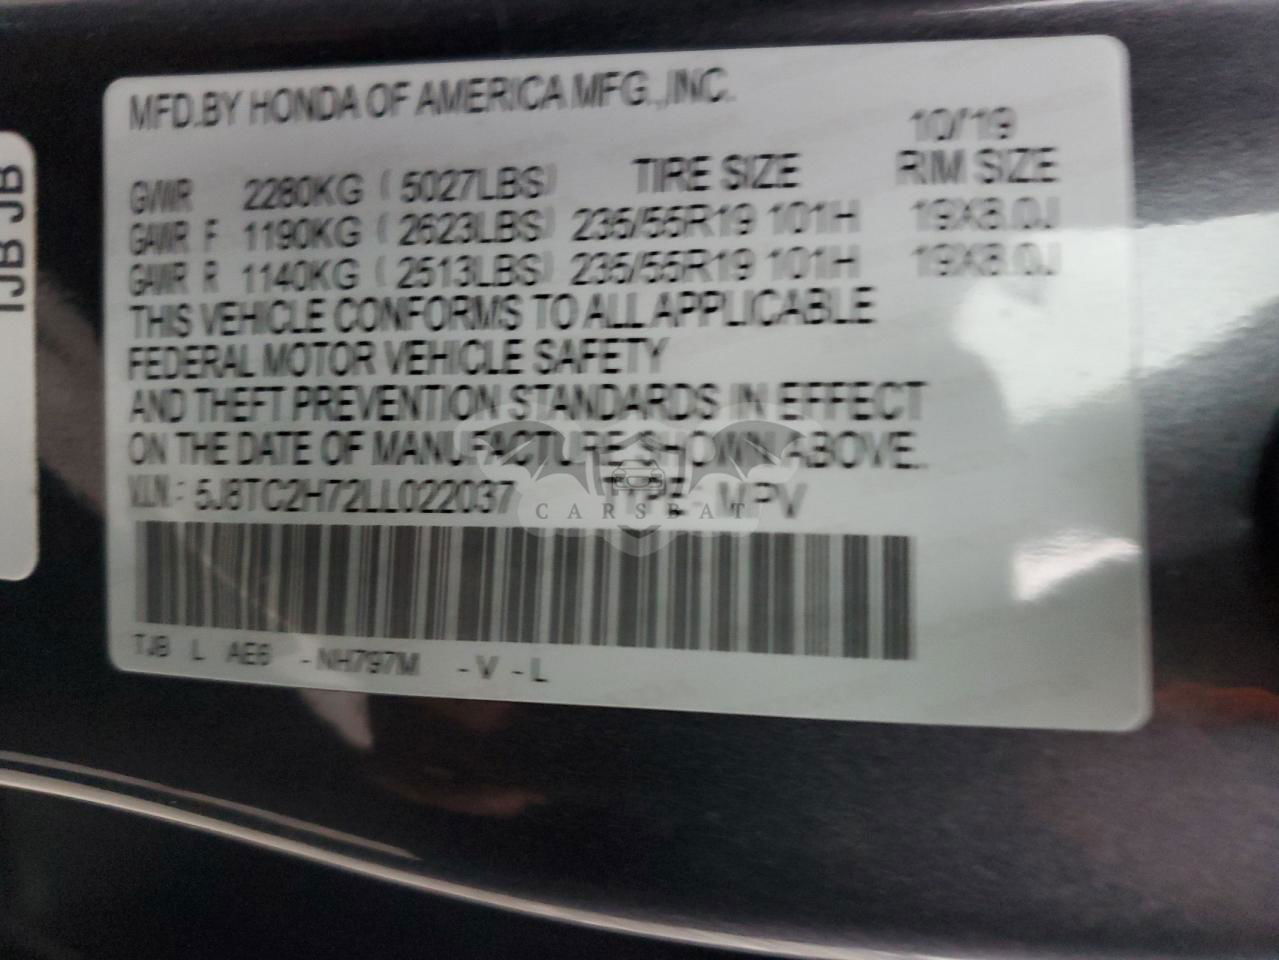 TJB JB
MFD.BY HONDA OF AMERICA MFG.,INC.
10/19
GVWR 2280KG (5027LBS) TIRE SIZE RIM SIZE
GAWR F 1190KG (2623LBS) 235/55R19 101H 19X8.0J
GAWR R 1140KG (2513LBS) 235/55R19 101H 19X8.0J
THIS VEHICLE CONFORMS TO ALL APPLICABLE
FEDERAL MOTOR VEHICLE SAFETY
AND THEFT PREVENTION STANDARDS IN EFFECT
ON THE DATE OF MANUFACTURE SHOWN ABOVE.
V.I.N.: 5J8TC2H72LL022037 TYPE: MPV
CARSBAT
TJB L AE6 -NH797M -V-L